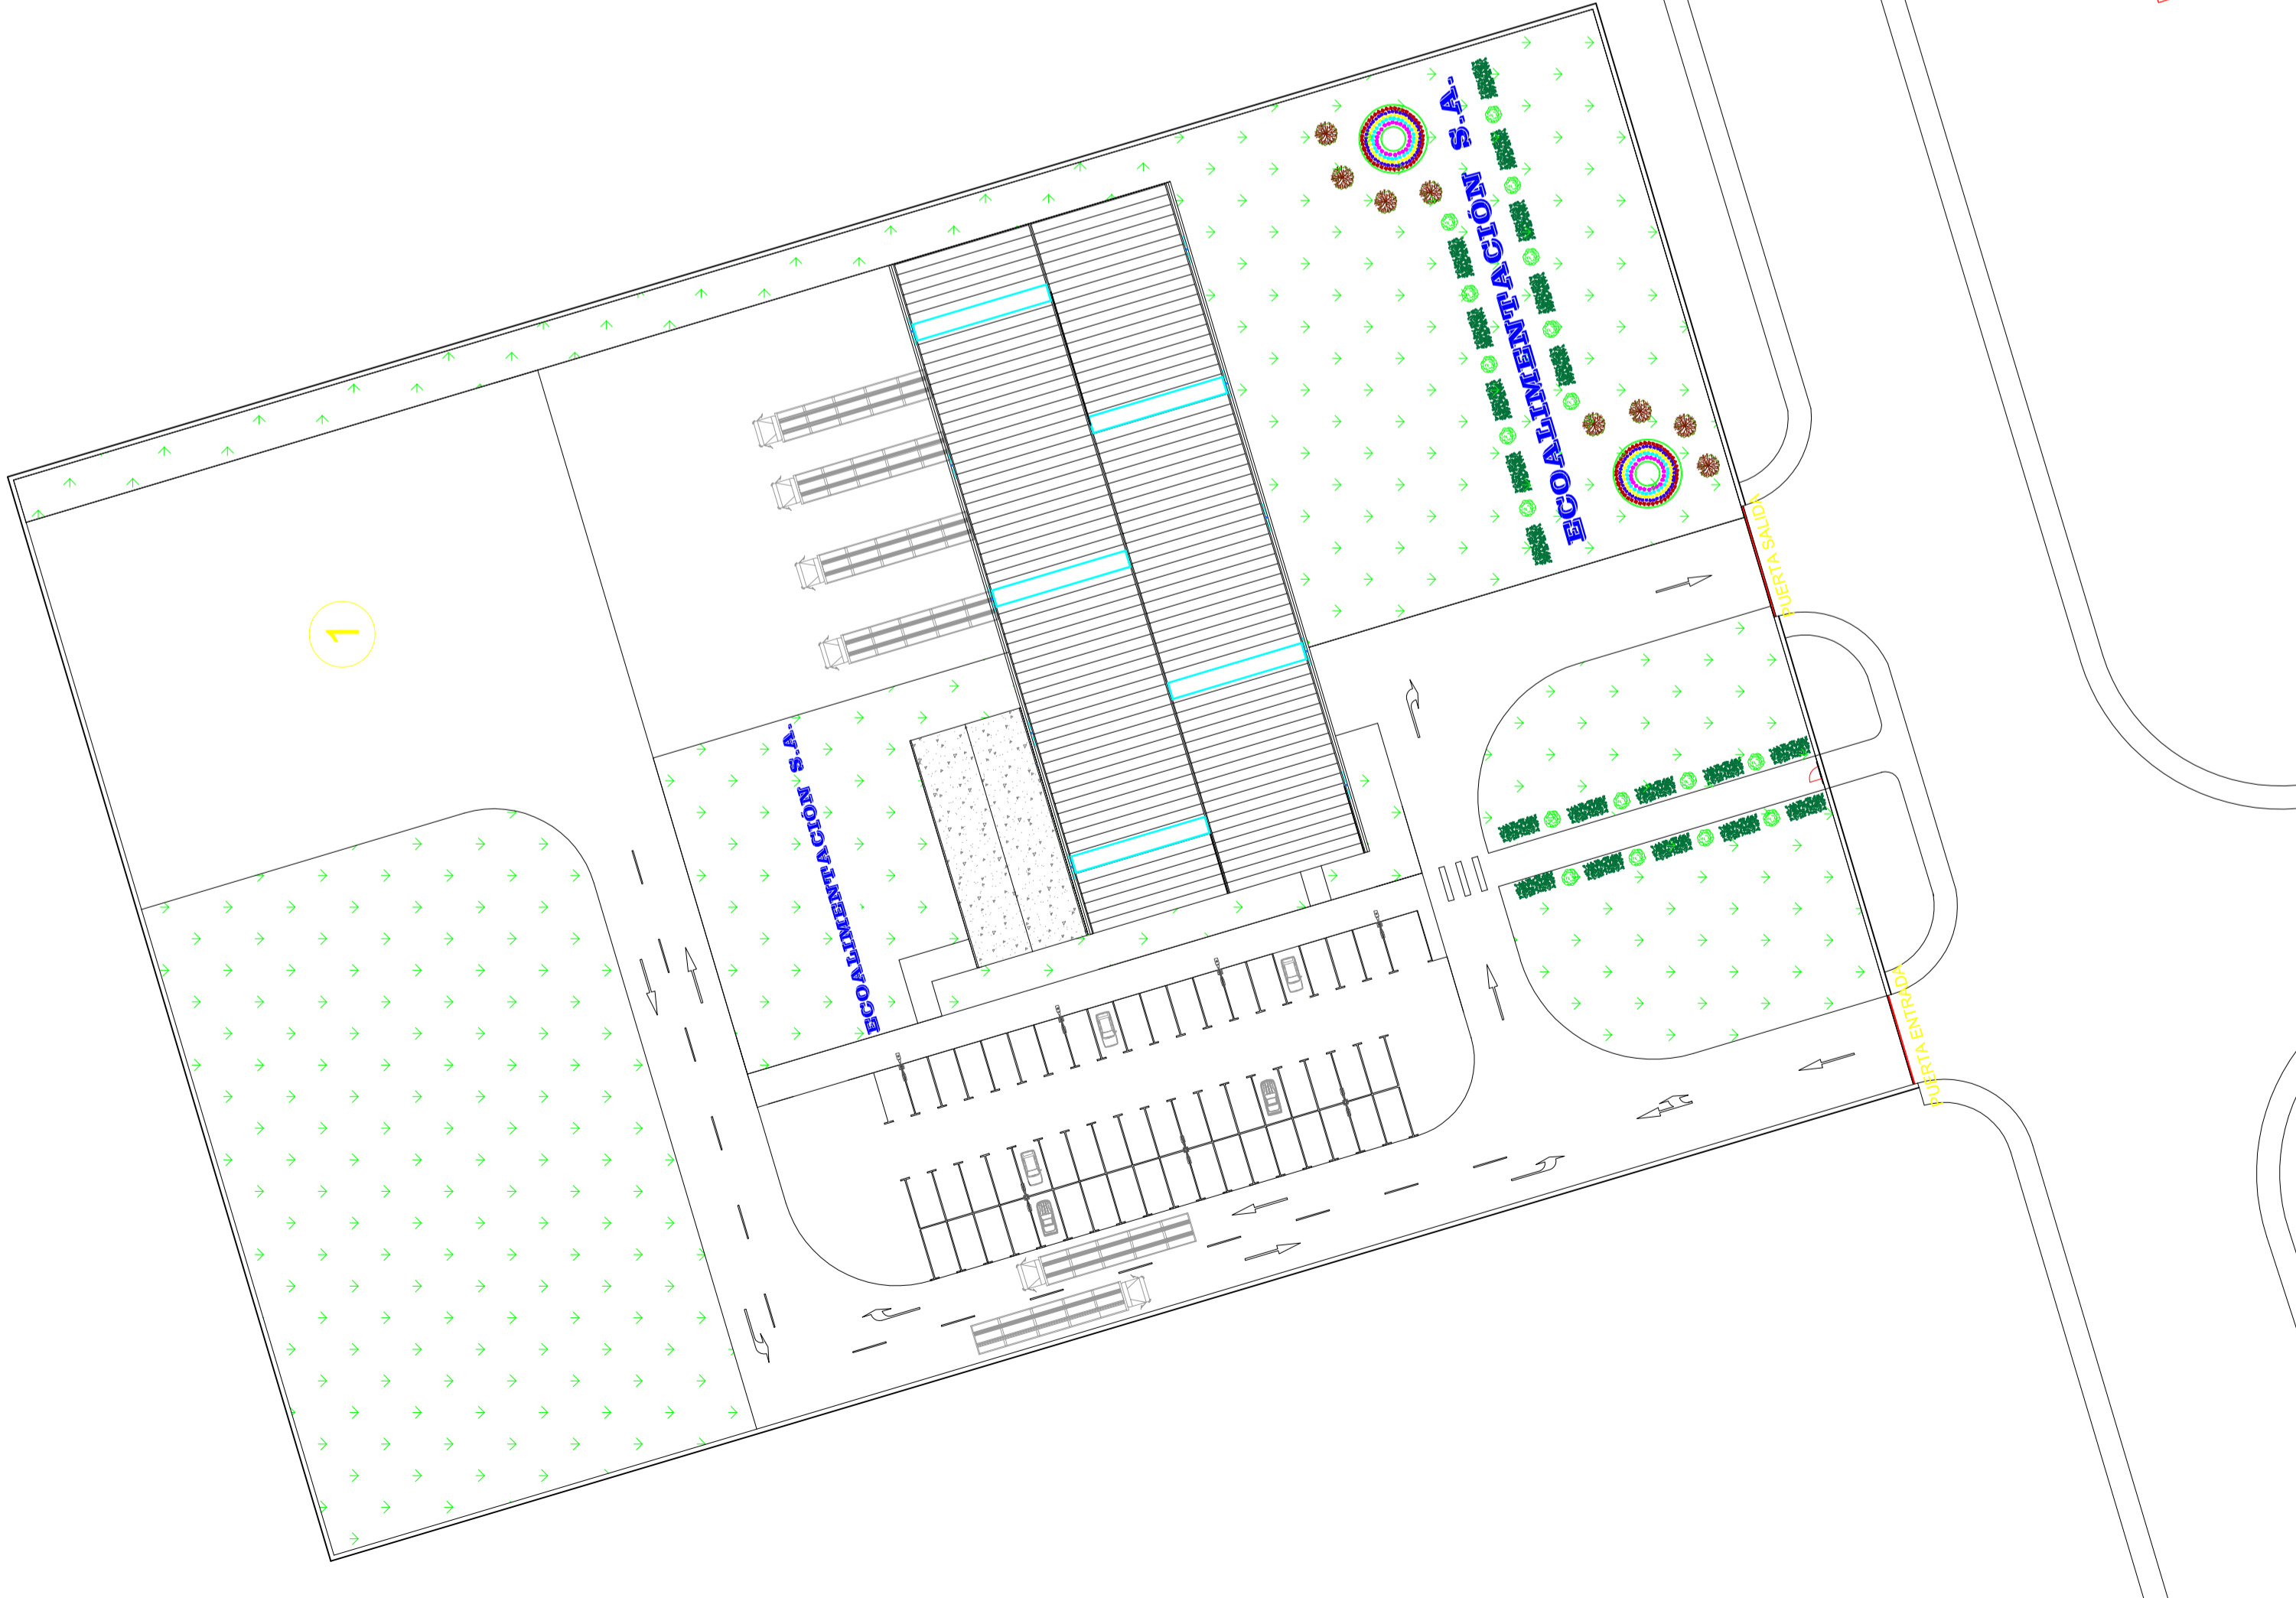 ECOALIMENTACIÓN S.A.
PUERTA SALIDA
1
ECOALIMENTACIÓN S.A.
PUERTA ENTRADA